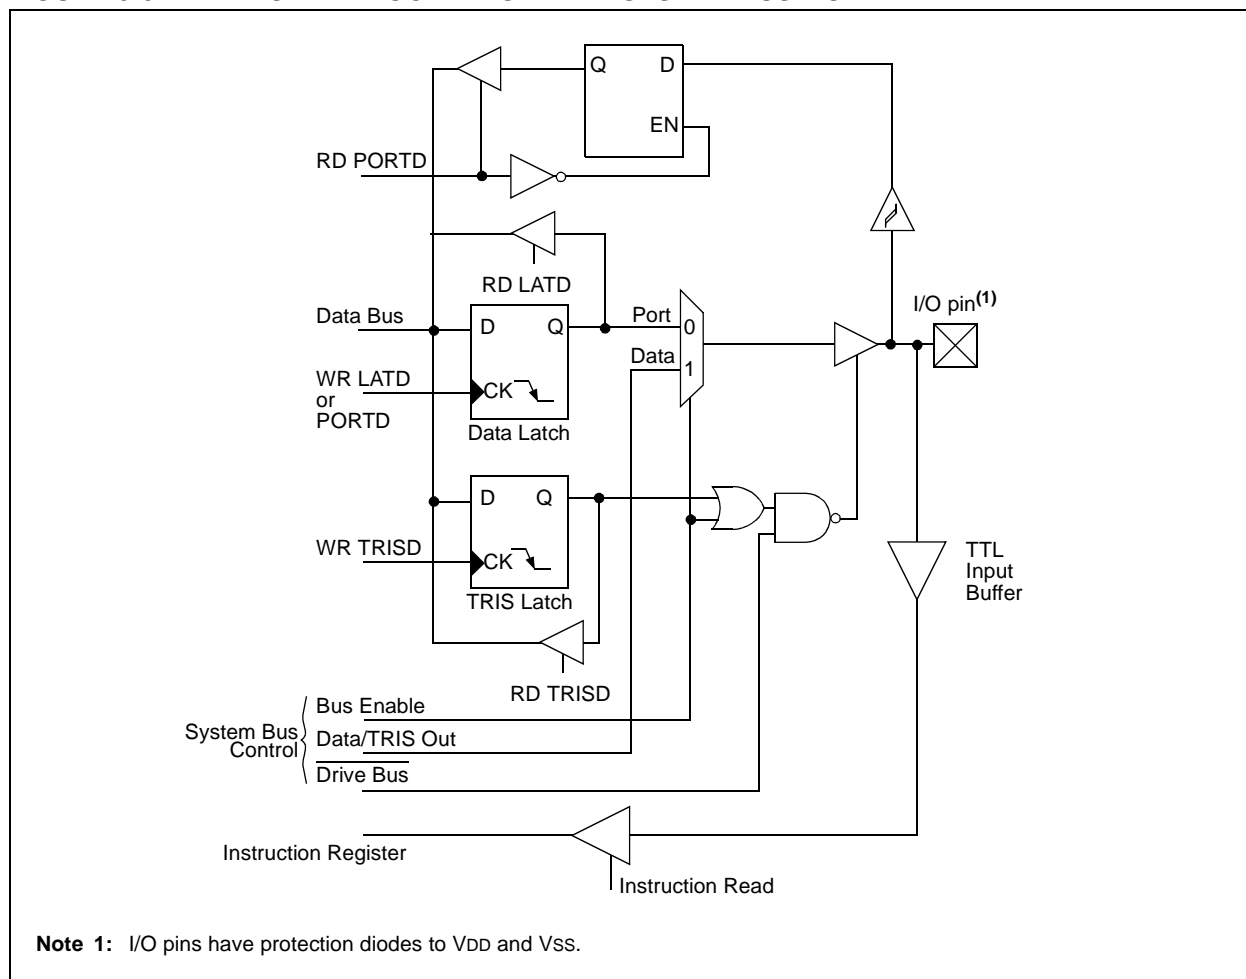 Q D
EN
RD PORTD
RD LATD
I/O pin(1)
Data Bus
D Q
Port
0
Data
1
WR LATD
or
PORTD
CK
Data Latch
D Q
WR TRISD
CK
TRIS Latch
TTL
Input
Buffer
RD TRISD
System Bus
Control
Bus Enable
Data/TRIS Out
Drive Bus
Instruction Register
Instruction Read
Note 1: I/O pins have protection diodes to VDD and VSS.